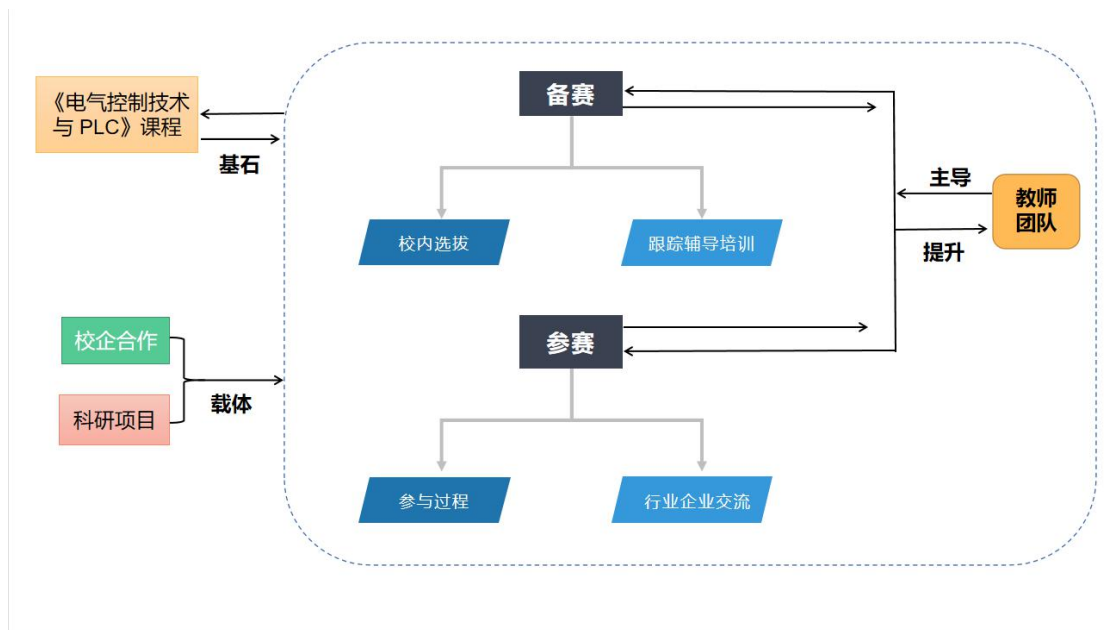 《电气控制技术
与 PLC》课程
基石
备赛
校内选拔
跟踪辅导培训
主导
教师
团队
提升
校企合作
科研项目
载体
参赛
参与过程
行业企业交流